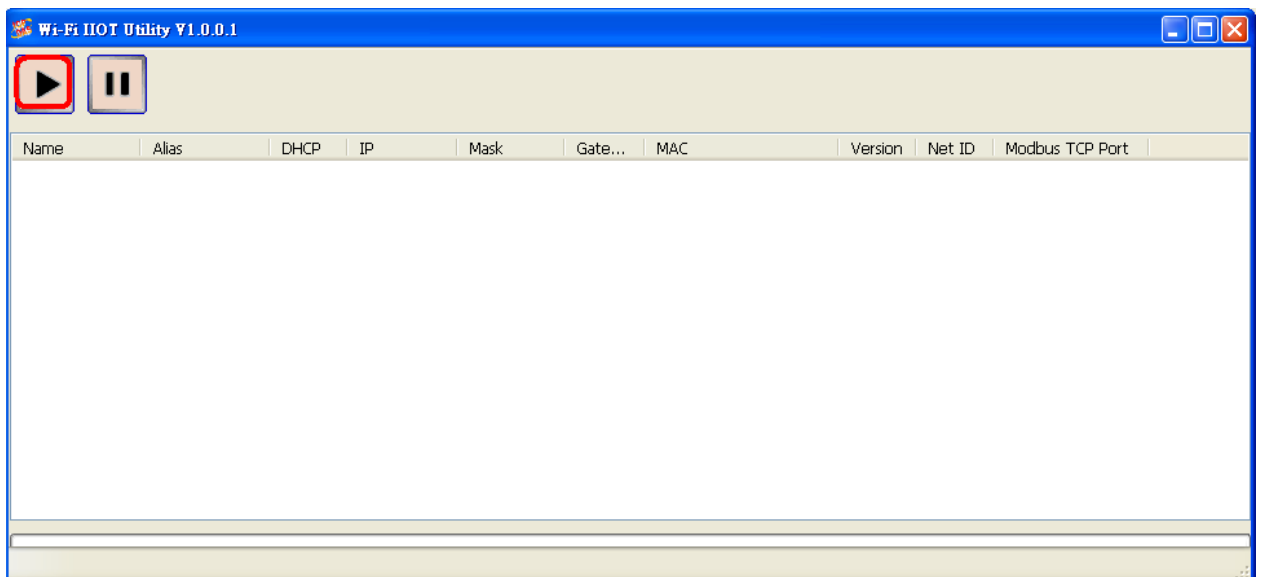 Wi-Fi IIOT Utility V1.0.0.1
Name Alias DHCP IP Mask Gate... MAC Version Net ID Modbus TCP Port